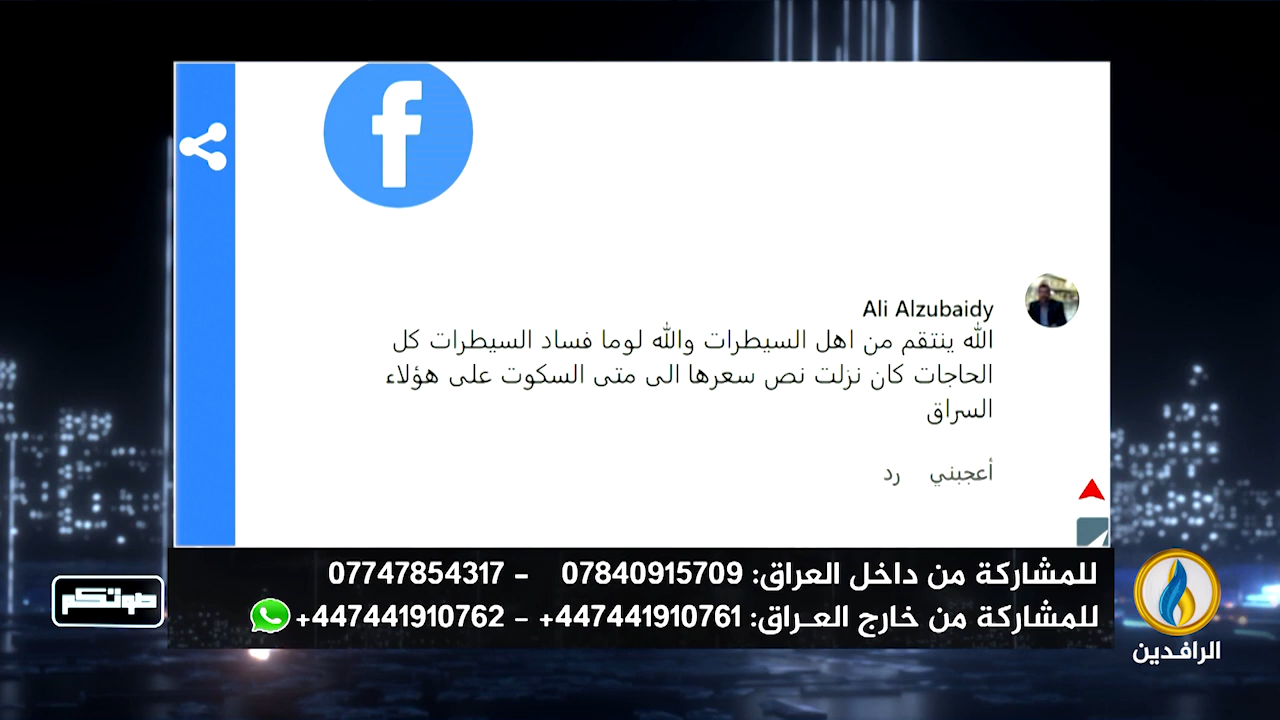 f
Ali Alzubaidy
الله ينتقم من اهل السيطرات والله لوما فساد السيطرات كل
الحاجات كان نزلت نص سعرها الى متى السكوت على هؤلاء
السراق
أعجبني رد
للمشاركة من داخل العراق: 07840915709 - 07747854317
للمشاركة من خارج العـراق: 447441910761+ - 447441910762+
صوتكم
الرافدين